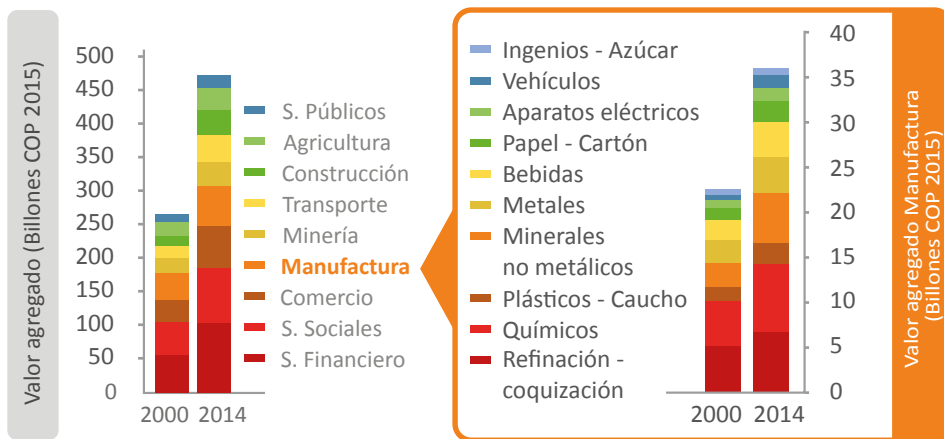 Valor agregado (Billones COP 2015)
500
450
400
350
300
250
200
150
100
50
0
2000 2014
S. Públicos
Agricultura
Construcción
Transporte
Minería
Manufactura
Comercio
S. Sociales
S. Financiero
Ingenios - Azúcar
Vehículos
Aparatos eléctricos
Papel - Cartón
Bebidas
Metales
Minerales
no metálicos
Plásticos - Caucho
Químicos
Refinación -
coquización
2000 2014
40
35
30
25
20
15
10
5
0
Valor agregado Manufactura
(Billones COP 2015)